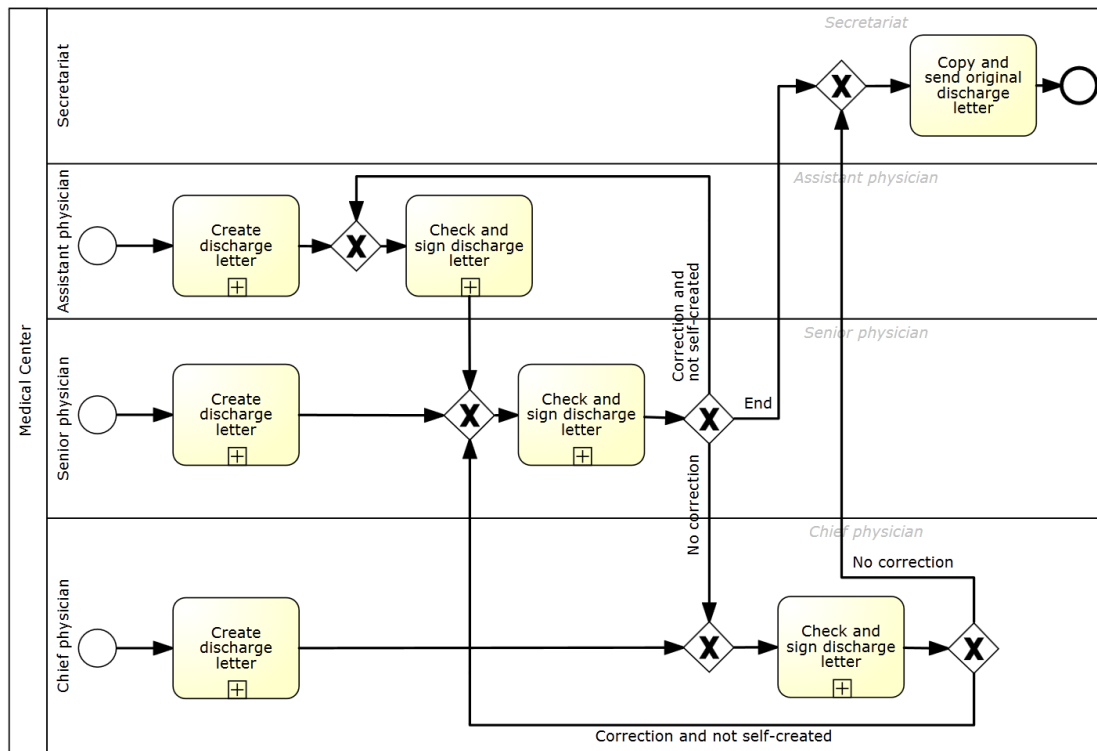 Medical Center
Secretariat
Secretariat
Copy and
send original
discharge
letter
Assistant physician
Assistant physician
Create
discharge
letter
X
Check and
sign discharge
letter
X
Correction and
not self-created
Senior physician
Senior physician
Create
discharge
letter
X
Check and
sign discharge
letter
X
End
No correction
Chief physician
Chief physician
Create
discharge
letter
X
Check and
sign discharge
letter
X
No correction
Correction and not self-created